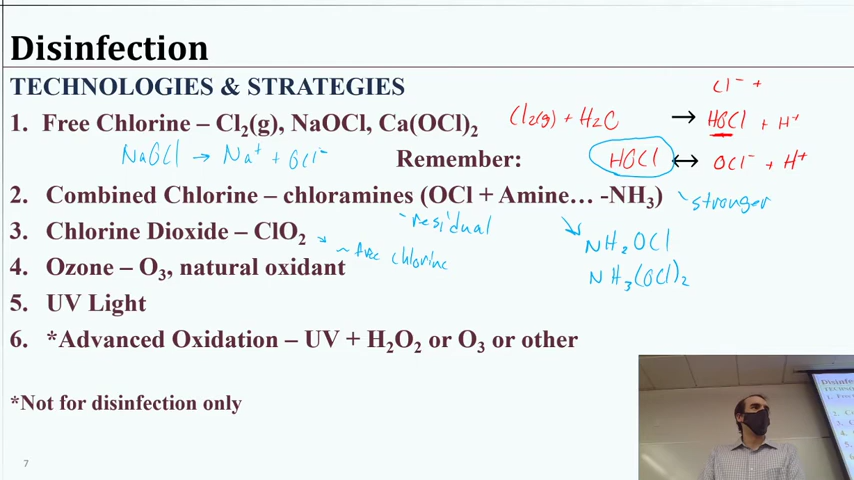 Disinfection
TECHNOLOGIES & STRATEGIES
Cl⁻ +
1. Free Chlorine – Cl₂(g), NaOCl, Ca(OCl)₂ Cl₂(g) + H₂O → HOCl + H⁺
NaOCl → Na⁺ + OCl⁻ Remember: HOCl ↔ OCl⁻ + H⁺
2. Combined Chlorine – chloramines (OCl + Amine… -NH₃) stronger
- residual
3. Chlorine Dioxide – ClO₂ NH₂OCl
~ free chlorine
4. Ozone – O₃, natural oxidant NH₃(OCl)₂
5. UV Light
6. *Advanced Oxidation – UV + H₂O₂ or O₃ or other
*Not for disinfection only
7
Disinfection